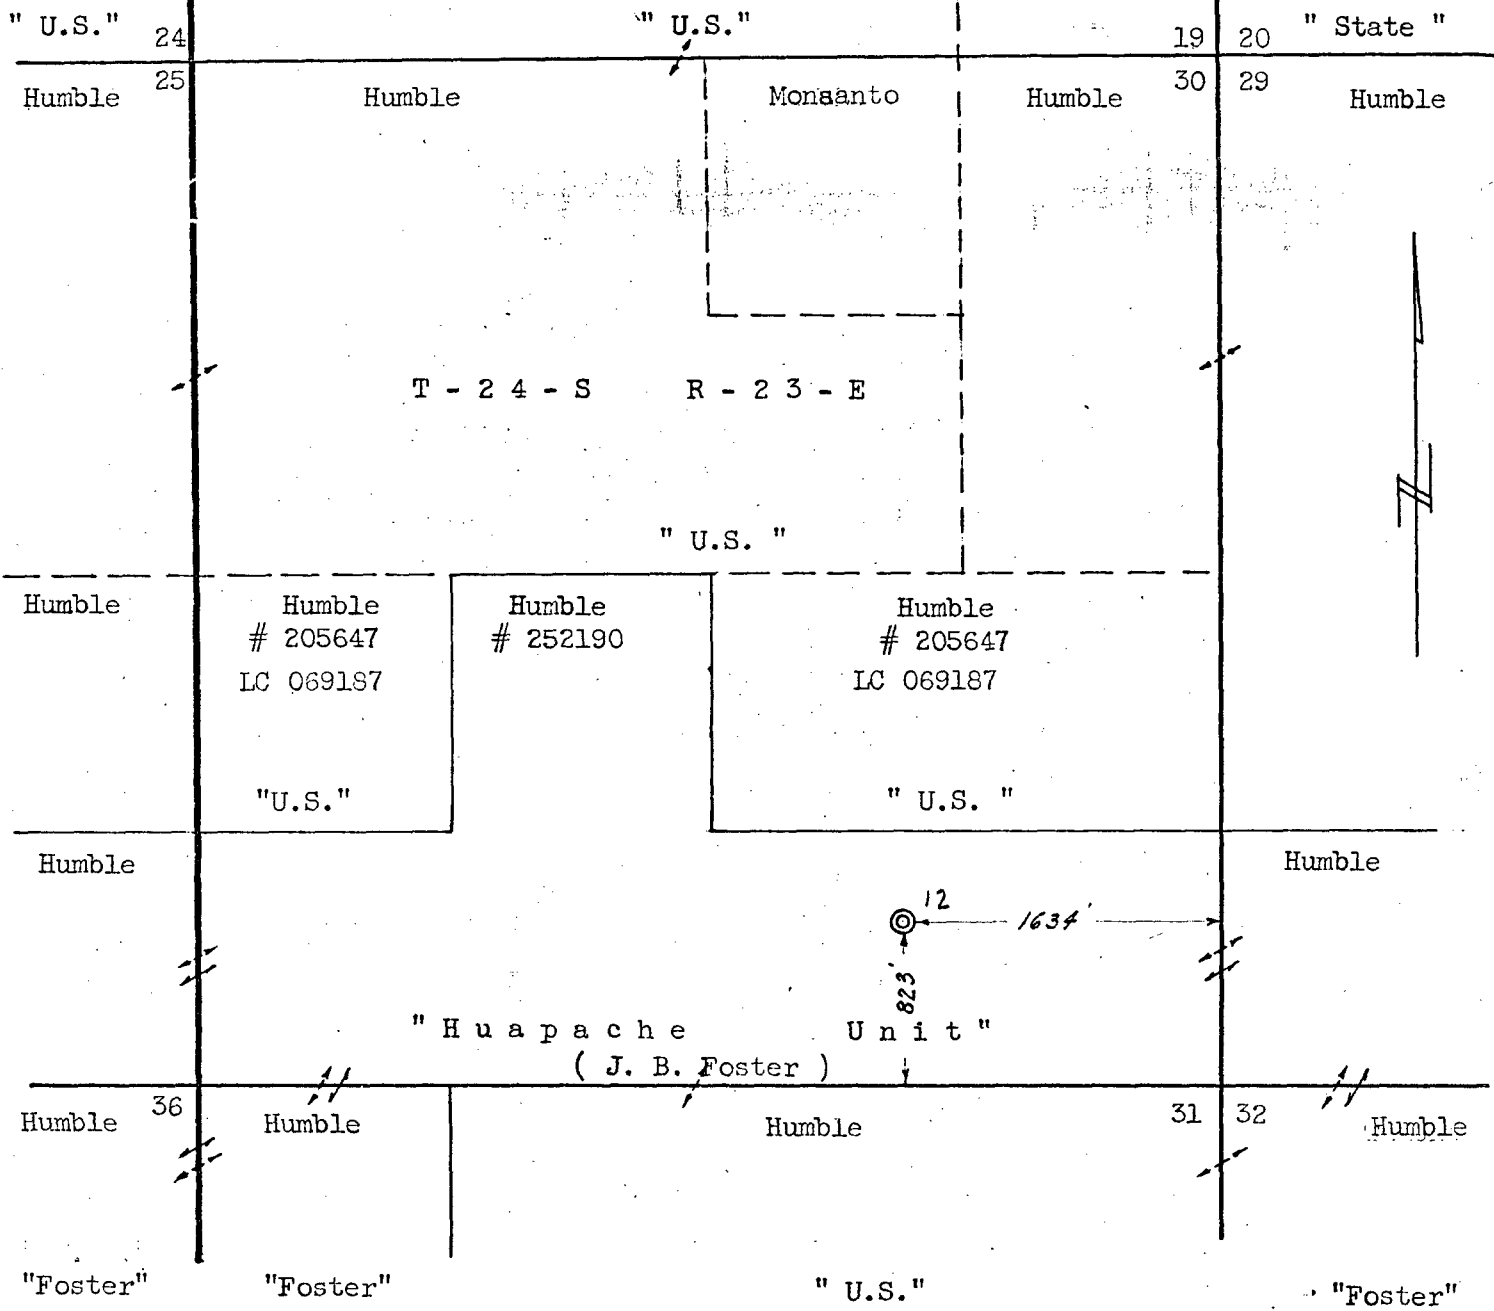 " U.S." 24 " U.S." 19 20 " State "
Humble 25 Humble Monsanto Humble 30 29 Humble
T - 2 4 - S R - 2 3 - E
" U.S. "
Humble Humble Humble Humble
# 205647 # 252190 # 205647
LC 069187 LC 069187
"U.S." " U.S. "
Humble Humble
12
1634'
823'
" H u a p a c h e U n i t "
( J. B. Foster )
Humble 36 Humble Humble 31 32 Humble
"Foster" "Foster" " U.S." "Foster"